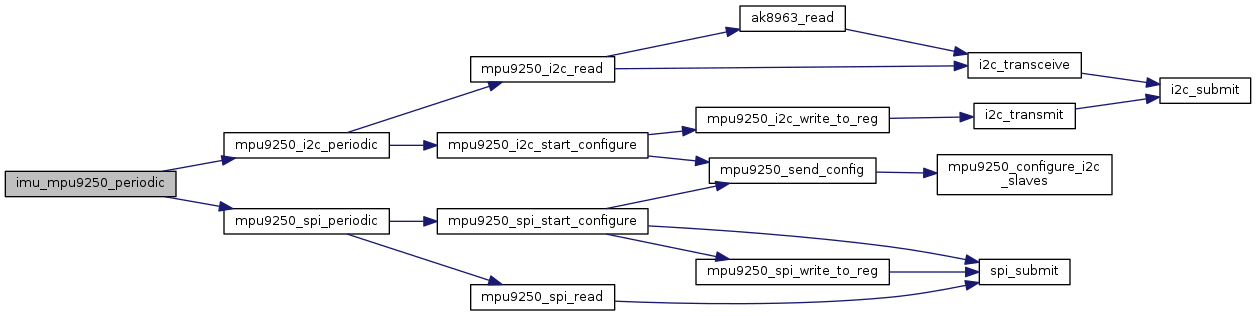 ak8963_read
mpu9250_i2c_read
i2c_transceive
i2c_submit
mpu9250_i2c_write_to_reg
i2c_transmit
mpu9250_i2c_periodic
mpu9250_i2c_start_configure
mpu9250_send_config
mpu9250_configure_i2c
_slaves
imu_mpu9250_periodic
mpu9250_spi_periodic
mpu9250_spi_start_configure
mpu9250_spi_write_to_reg
spi_submit
mpu9250_spi_read